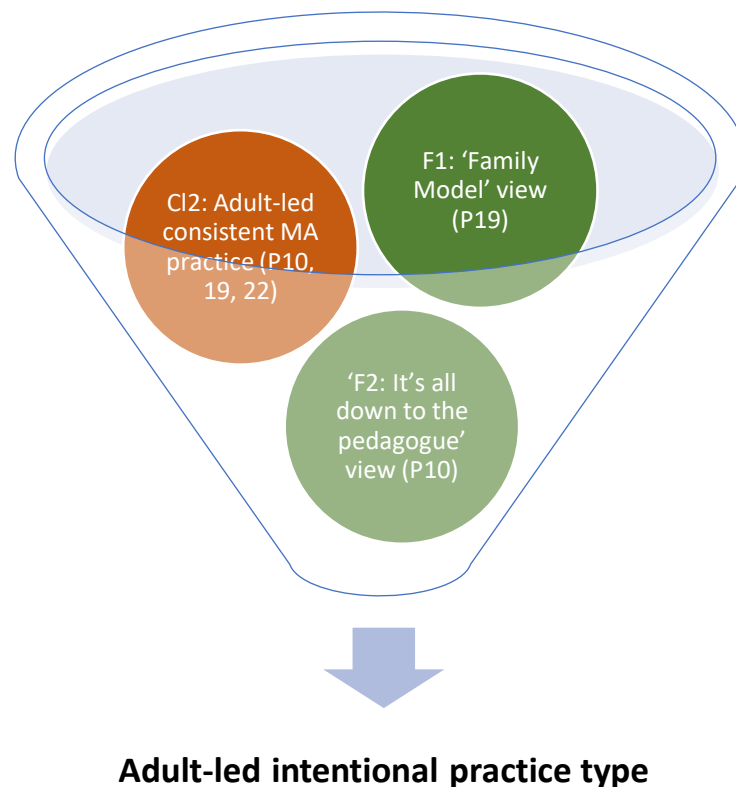 F1: ‘Family
Model’ view
(P19)
Cl2: Adult-led
consistent MA
practice (P10,
19, 22)
‘F2: It’s all
down to the
pedagogue’
view (P10)
Adult-led intentional practice type